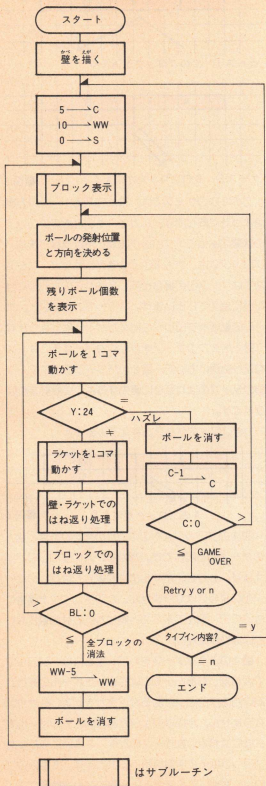 スタート
かべ えが
壁を描く
5→C
10→WW
0→S
ブロック表示
ボールの発射位置
と方向を決める
残りボール個数
を表示
ボールを1コマ
動かす
Y:24
=
ハズレ
≠
ラケットを1コマ
動かす
壁・ラケットでの
はね返り処理
ブロックでの
はね返り処理
BL:0
>
≦
全ブロックの
消法
WW-5
→WW
ボールを消す
ボールを消す
C-1
→C
C:0
>
≦
GAME
OVER
Retry y or n
タイプイン内容?
=y
=n
エンド
はサブルーチン